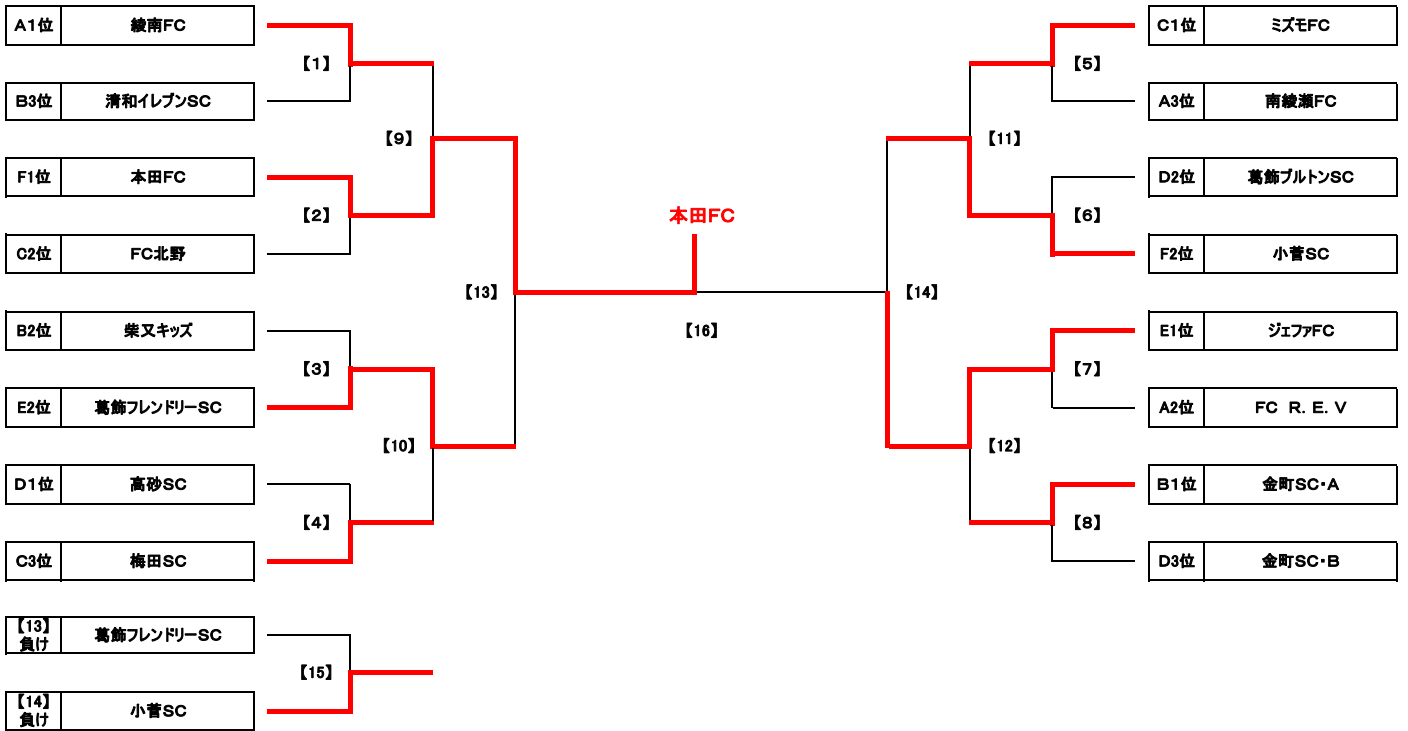 A1位 綾南FC
【1】
B3位 清和イレブンSC
【9】
F1位 本田FC
【2】
C2位 FC北野
【13】
B2位 柴又キッズ
【3】
E2位 葛飾フレンドリーSC
【10】
D1位 高砂SC
【4】
C3位 梅田SC
【13】負け 葛飾フレンドリーSC
【15】
【14】負け 小菅SC
本田FC
【16】
C1位 ミズモFC
【5】
A3位 南綾瀬FC
【11】
D2位 葛飾ブルトンSC
【6】
F2位 小菅SC
【14】
E1位 ジェファFC
【7】
A2位 FC R.E.V
【12】
B1位 金町SC・A
【8】
D3位 金町SC・B